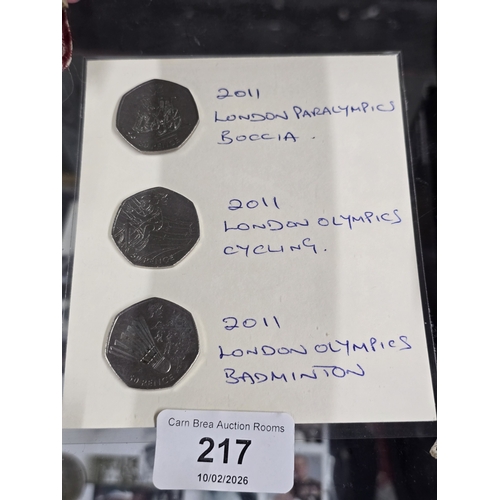 2011
LONDON PARALYMPICS
BOCCIA.
2011
LONDON OLYMPICS
CYCLING.
2011
LONDON OLYMPICS
BADMINTON
Carn Brea Auction Rooms
217
10/02/2026